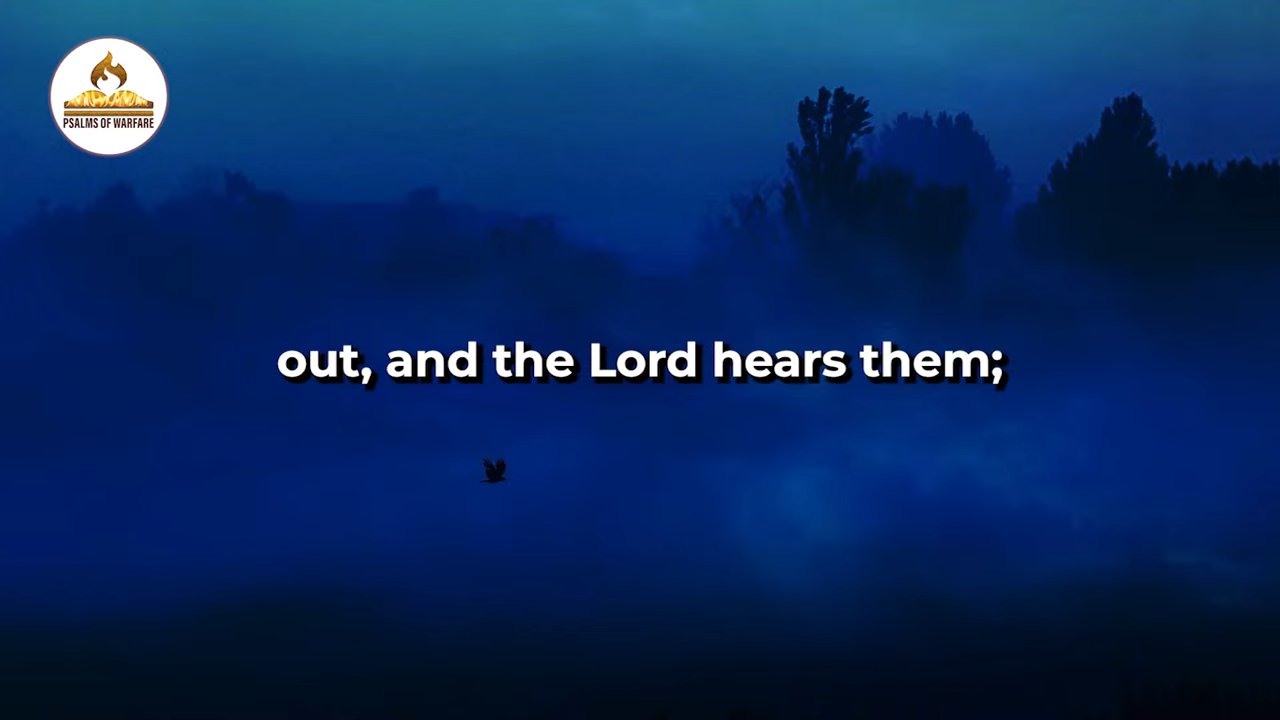 PSALMS OF WARFARE
out, and the Lord hears them;